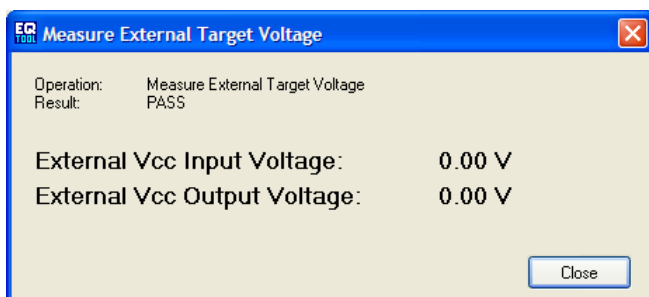 EQ TOOL Measure External Target Voltage
Operation: Measure External Target Voltage
Result: PASS
External Vcc Input Voltage: 0.00 V
External Vcc Output Voltage: 0.00 V
Close